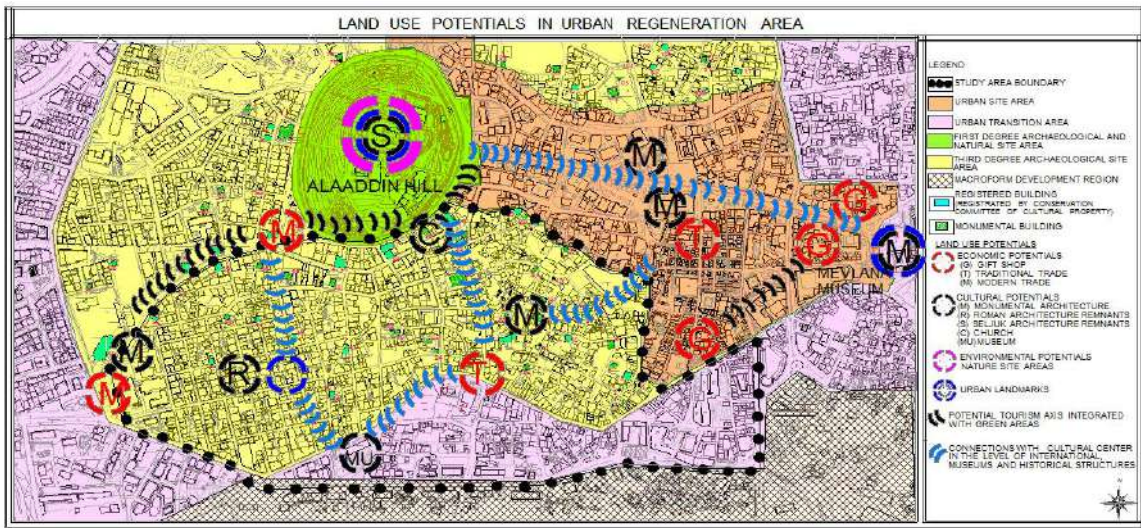 LAND USE POTENTIALS IN URBAN REGENERATION AREA
S
ALAADDIN HILL
M
M
G
M
C
T
G
M
MEVLANA
MUSEUM
M
M
G
R
T
M
MU
LEGEND
STUDY AREA BOUNDARY
URBAN SITE AREA
URBAN TRANSITION AREA
FIRST DEGREE ARCHAEOLOGICAL AND
NATURAL SITE AREA
THIRD DEGREE ARCHAEOLOGICAL SITE
AREA
MACROFORM DEVELOPMENT REGION
REGISTERED BUILDING
(REGISTRATED BY CONSERVATION
COMMITTEE OF CULTURAL PROPERTY)
MONUMENTAL BUILDING
LAND USE POTENTIALS
ECONOMIC POTENTIALS
(G) GIFT SHOP
(T) TRADITIONAL TRADE
(M) MODERN TRADE
CULTURAL POTENTIALS
(M) MONUMENTAL ARCHITECTURE
(R) ROMAN ARCHITECTURE REMNANTS
(S) SELJUK ARCHITECTURE REMNANTS
(C) CHURCH
(MU) MUSEUM
ENVIRONMENTAL POTENTIALS
NATURE SITE AREAS
URBAN LANDMARKS
POTENTIAL TOURISM AXIS INTEGRATED
WITH GREEN AREAS
CONNECTIONS WITH CULTURAL CENTER
IN THE LEVEL OF INTERNATIONAL,
MUSEUMS AND HISTORICAL STRUCTURES